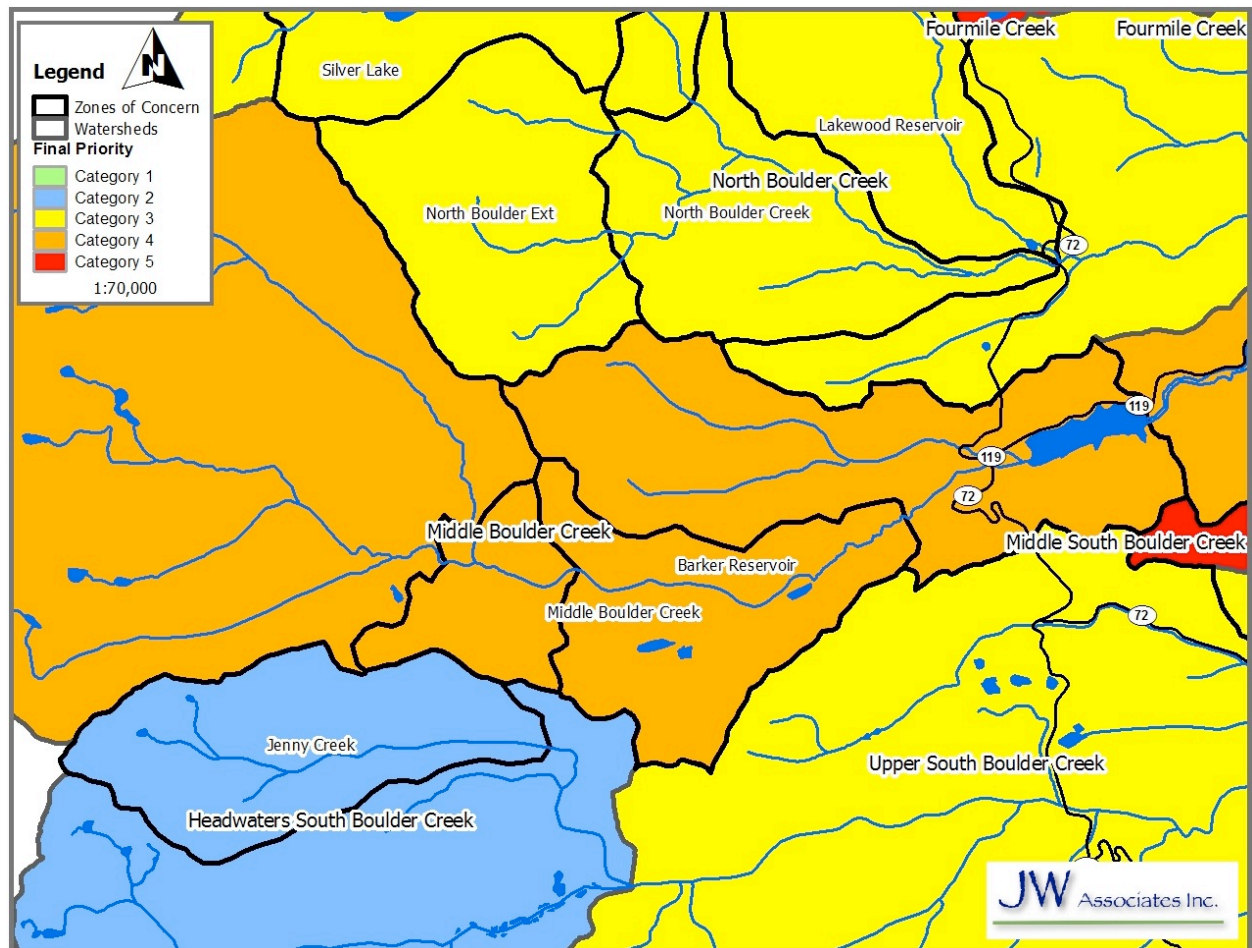 Legend
N
Zones of Concern
Watersheds
Final Priority
Category 1
Category 2
Category 3
Category 4
Category 5
1:70,000
Fourmile Creek
Fourmile Creek
Silver Lake
Lakewood Reservoir
North Boulder Creek
North Boulder Ext
North Boulder Creek
72
119
119
72
Middle Boulder Creek
Middle South Boulder Creek
Barker Reservoir
Middle Boulder Creek
72
Jenny Creek
Upper South Boulder Creek
Headwaters South Boulder Creek
JW Associates Inc.